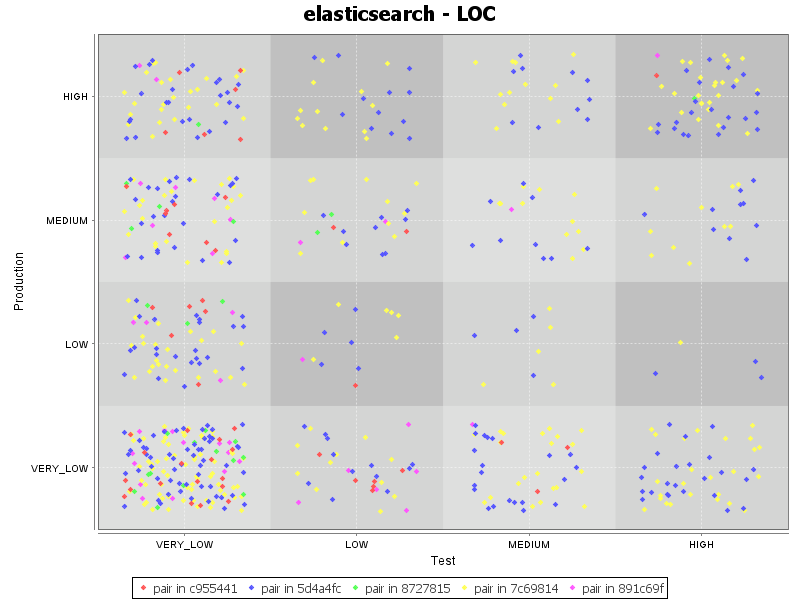 elasticsearch - LOC
HIGH
MEDIUM
LOW
VERY_LOW
Production
VERY_LOW LOW MEDIUM HIGH
Test
pair in c955441 pair in 5d4a4fc pair in 8727815 pair in 7c69814 pair in 891c69f